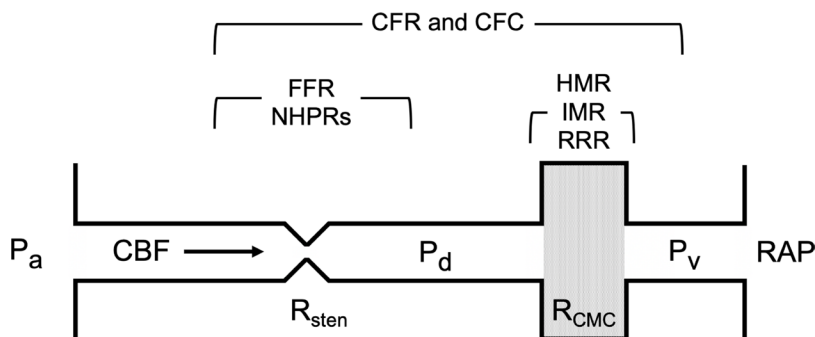 CFR and CFC
FFR
NHPRs
HMR
IMR
RRR
Pa CBF Pd Pv RAP
Rsten RCMC